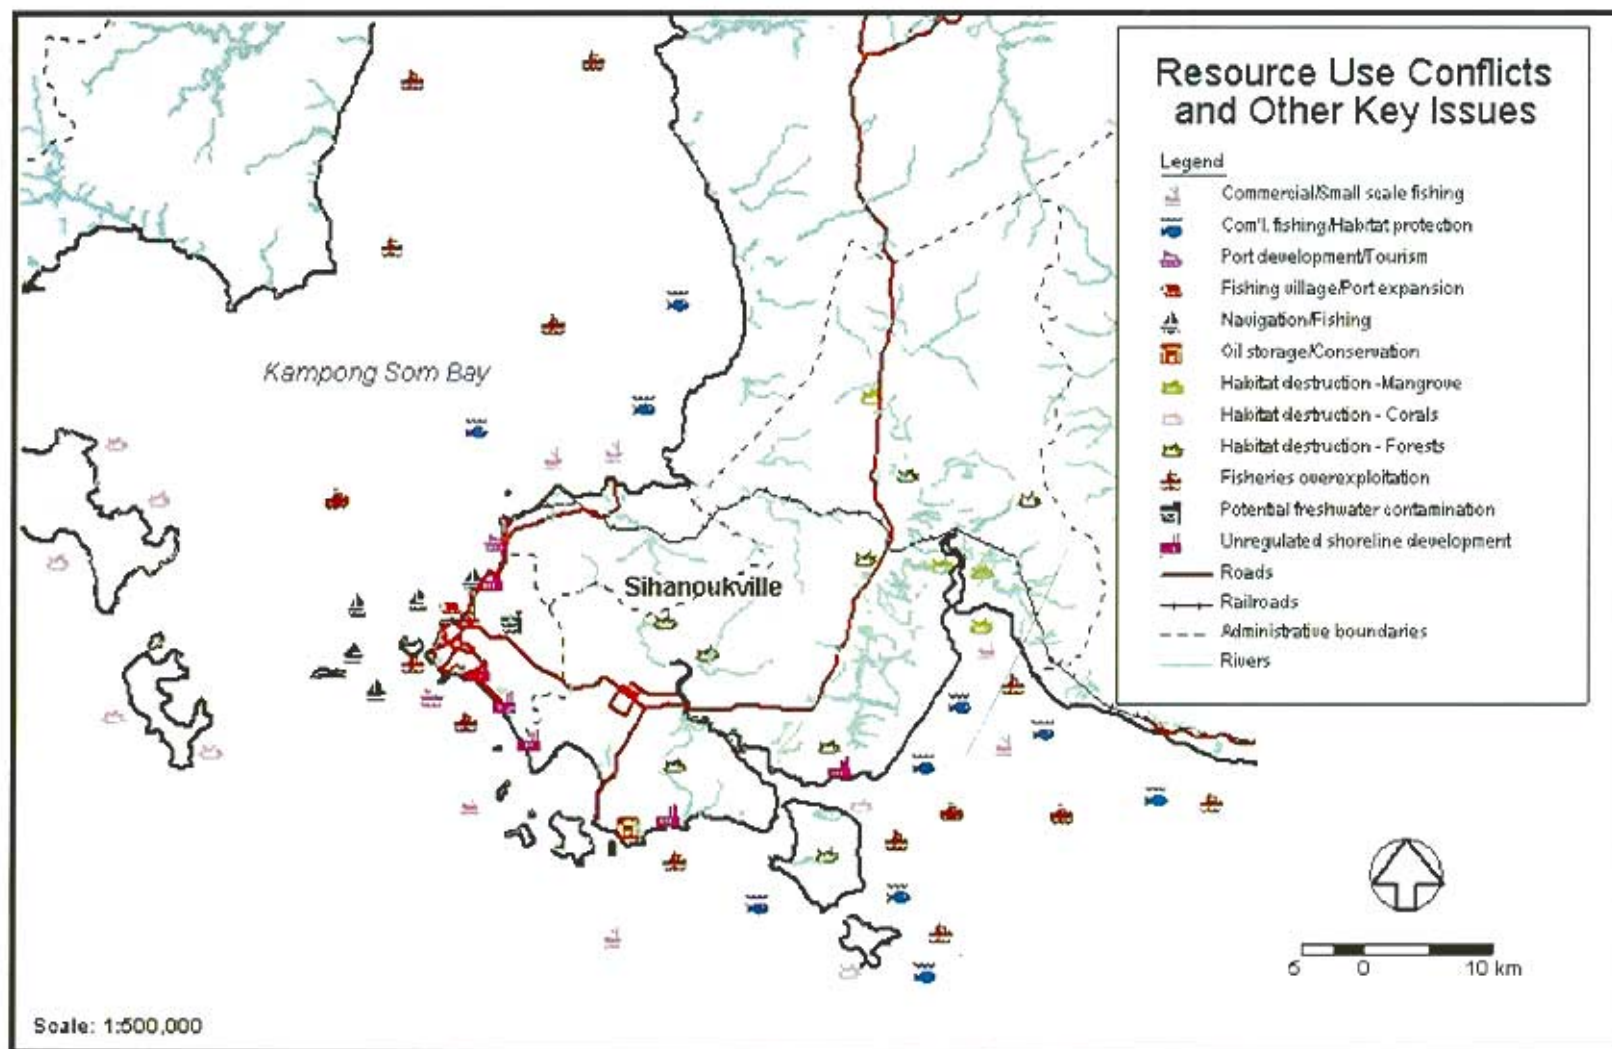 Resource Use Conflicts
and Other Key Issues
Legend
Commercial/Small scale fishing
Com'l. fishing/Habitat protection
Port development/Tourism
Fishing village/Port expansion
Navigation/Fishing
Oil storage/Conservation
Habitat destruction -Mangrove
Habitat destruction - Corals
Habitat destruction - Forests
Fisheries overexploitation
Potential freshwater contamination
Unregulated shoreline development
Roads
Railroads
Administrative boundaries
Rivers
Kampong Som Bay
Sihanoukville
6 0 10 km
Scale: 1:500,000